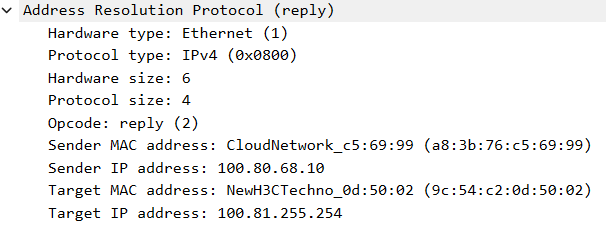 Address Resolution Protocol (reply)
Hardware type: Ethernet (1)
Protocol type: IPv4 (0x0800)
Hardware size: 6
Protocol size: 4
Opcode: reply (2)
Sender MAC address: CloudNetwork_c5:69:99 (a8:3b:76:c5:69:99)
Sender IP address: 100.80.68.10
Target MAC address: NewH3CTechno_0d:50:02 (9c:54:c2:0d:50:02)
Target IP address: 100.81.255.254